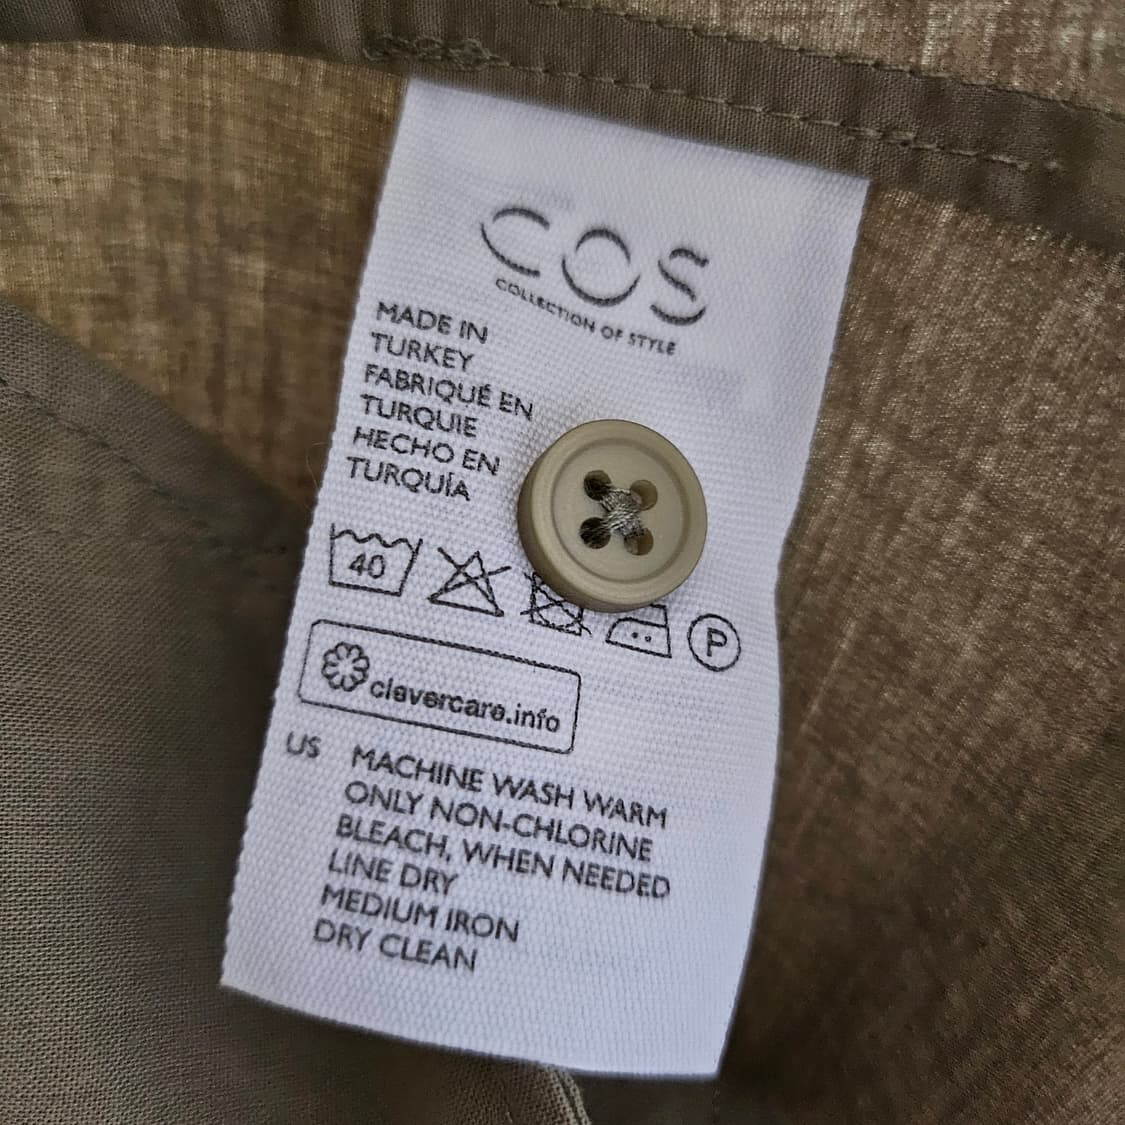 COS
COLLECTION OF STYLE
MADE IN
TURKEY
FABRIQUÉ EN
TURQUIE
HECHO EN
TURQUÍA
40
P
clevercare.info
US MACHINE WASH WARM
ONLY NON-CHLORINE
BLEACH, WHEN NEEDED
LINE DRY
MEDIUM IRON
DRY CLEAN